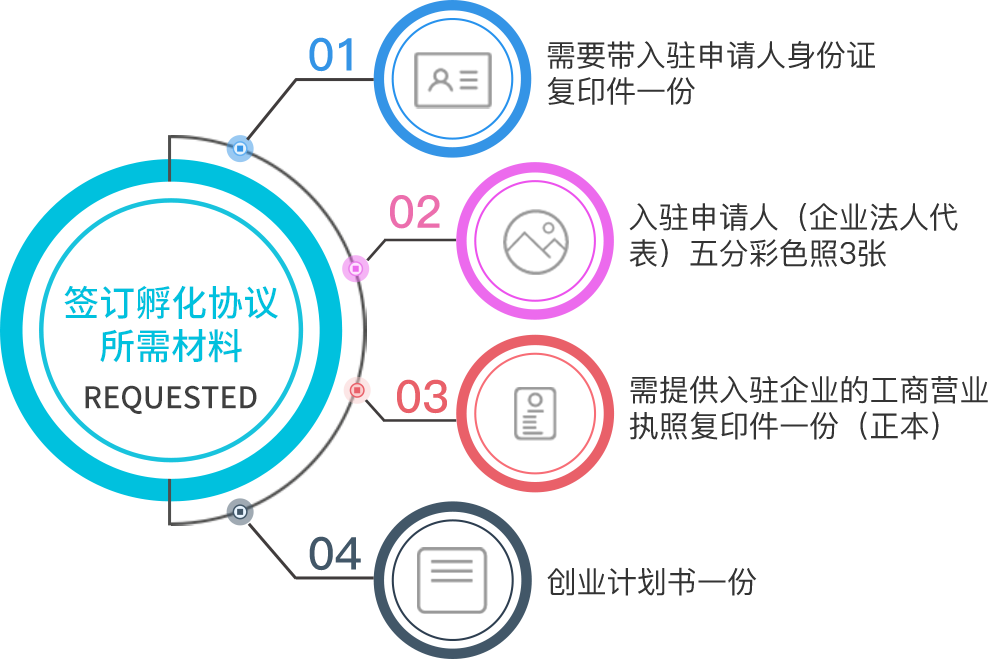 签订孵化协议
所需材料
REQUESTED
01
需要带入驻申请人身份证
复印件一份
02
入驻申请人（企业法人代
表）五分彩色照3张
03
需提供入驻企业的工商营业
执照复印件一份（正本）
04
创业计划书一份